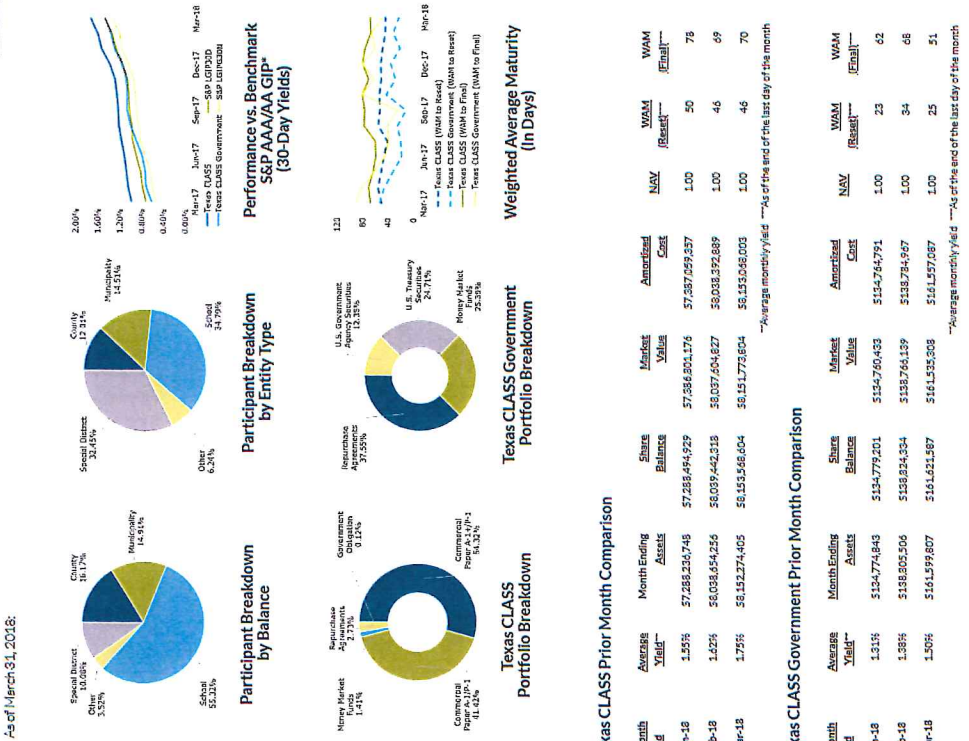 As of March 31, 2018:
Special District
10.08%
Other
3.52%
County
16.17%
Municipality
14.91%
School
55.32%
Participant Breakdown
by Balance
Special District
32.45%
County
12.01%
Municipality
14.51%
School
34.79%
Other
6.24%
Participant Breakdown
by Entity Type
2.00%
1.60%
1.20%
0.80%
0.40%
0.00%
Mar-17 Jun-17 Sep-17 Dec-17 Mar-18
Texas CLASS
S&P LGIP30D
Texas CLASS Government
S&P LGIPG30N
Performance vs. Benchmark
S&P AAA/AA GIP*
(30-Day Yields)
Money Market
Funds
1.41%
Repurchase
Agreements
2.73%
Government
Obligation
0.12%
Commercial
Paper A-1+/P-1
54.32%
Commercial
Paper A-1/P-1
41.42%
Texas CLASS
Portfolio Breakdown
Repurchase
Agreements
37.55%
U.S. Government
Agency Securities
12.35%
U.S. Treasury
Securities
24.71%
Money Market
Funds
25.39%
Texas CLASS Government
Portfolio Breakdown
120
80
40
0
Mar-17 Jun-17 Sep-17 Dec-17 Mar-18
Texas CLASS (WAM to Reset)
Texas CLASS Government (WAM to Reset)
Texas CLASS (WAM to Final)
Texas CLASS Government (WAM to Final)
Weighted Average Maturity
(In Days)
xas CLASS Prior Month Comparison
onth Average Yield** Month Ending Assets Share Balance Market Value Amortized Cost NAV WAM (Reset)*** WAM (Final)***
n-18 1.55% $7,288,236,748 $7,288,494,929 $7,386,801,176 $7,387,059,357 1.00 50 78
b-18 1.62% $8,038,654,256 $8,039,442,318 $8,037,604,827 $8,038,392,889 1.00 46 69
r-18 1.75% $8,152,274,405 $8,153,568,604 $8,151,773,804 $8,153,068,003 1.00 46 70
**Average monthly yield ***As of the end of the last day of the month
xas CLASS Government Prior Month Comparison
onth Average Yield** Month Ending Assets Share Balance Market Value Amortized Cost NAV WAM (Reset)*** WAM (Final)***
n-18 1.31% $134,774,843 $134,779,201 $134,760,433 $134,764,791 1.00 23 62
b-18 1.38% $138,805,506 $138,824,334 $138,766,139 $138,784,967 1.00 34 68
r-18 1.50% $161,599,807 $161,621,587 $161,535,308 $161,557,087 1.00 25 51
**Average monthly yield ***As of the end of the last day of the month